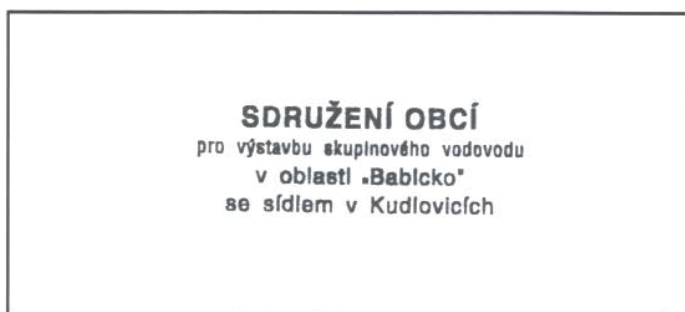 SDRUŽENÍ OBCÍ
pro výstavbu skupinového vodovodu
v oblasti „Babicko"
se sídlem v Kudlovicích